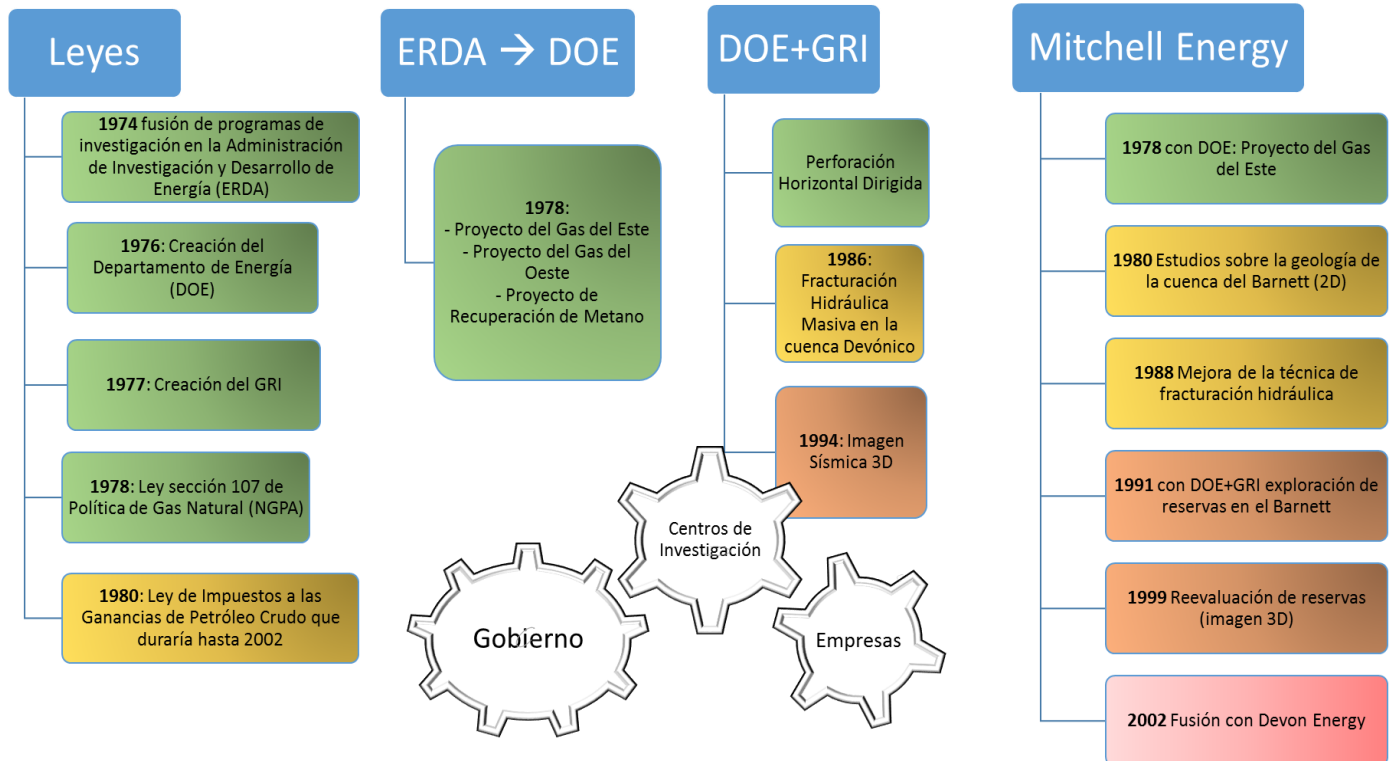 Leyes
1974 fusión de programas de
investigación en la Administración
de Investigación y Desarrollo de
Energía (ERDA)
1976: Creación del
Departamento de Energía
(DOE)
1977: Creación del GRI
1978: Ley sección 107 de
Política de Gas Natural (NGPA)
1980: Ley de Impuestos a las
Ganancias de Petróleo Crudo que
duraría hasta 2002
ERDA → DOE
1978:
- Proyecto del Gas del Este
- Proyecto del Gas del
Oeste
- Proyecto de
Recuperación de Metano
DOE+GRI
Perforación
Horizontal Dirigida
1986:
Fracturación
Hidráulica
Masiva en la
cuenca Devónico
1994: Imagen
Sísmica 3D
Centros de
Investigación
Gobierno
Empresas
Mitchell Energy
1978 con DOE: Proyecto del Gas
del Este
1980 Estudios sobre la geología de
la cuenca del Barnett (2D)
1988 Mejora de la técnica de
fracturación hidráulica
1991 con DOE+GRI exploración de
reservas en el Barnett
1999 Reevaluación de reservas
(imagen 3D)
2002 Fusión con Devon Energy